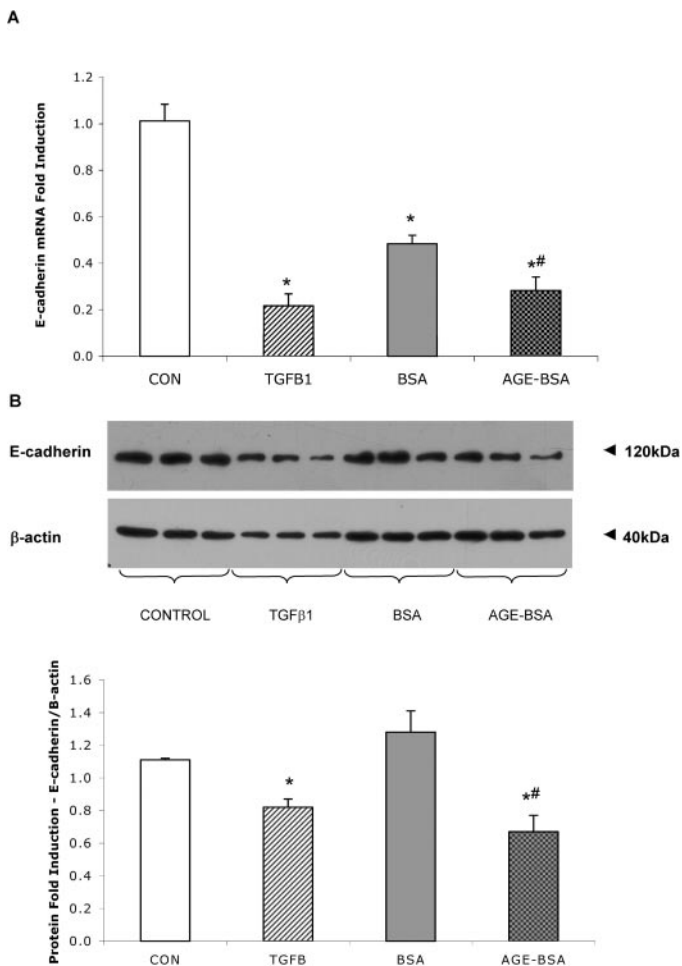 A
E-cadherin mRNA Fold Induction
1.2
1.0
0.8
0.6
0.4
0.2
0.0
*
*
*#
CON TGFB1 BSA AGE-BSA
B
E-cadherin ◄ 120kDa
β-actin ◄ 40kDa
CONTROL TGFβ1 BSA AGE-BSA
Protein Fold Induction - E-cadherin/B-actin
1.6
1.4
1.2
1.0
0.8
0.6
0.4
0.2
0.0
*
*#
CON TGFB BSA AGE-BSA